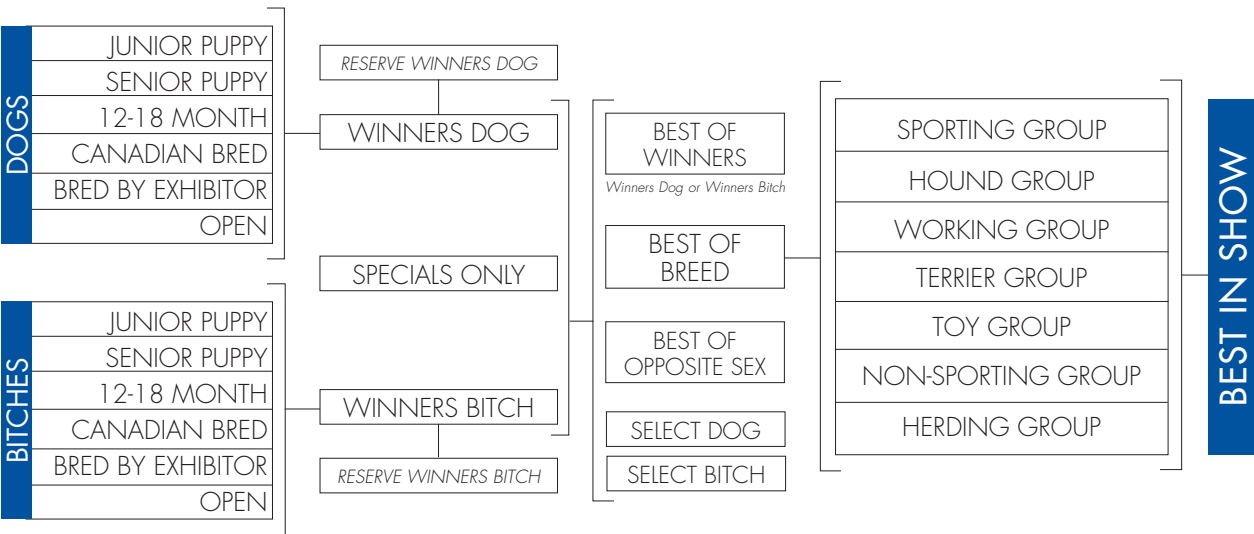 DOGS
JUNIOR PUPPY
SENIOR PUPPY
12-18 MONTH
CANADIAN BRED
BRED BY EXHIBITOR
OPEN
BITCHES
JUNIOR PUPPY
SENIOR PUPPY
12-18 MONTH
CANADIAN BRED
BRED BY EXHIBITOR
OPEN
RESERVE WINNERS DOG
WINNERS DOG
SPECIALS ONLY
WINNERS BITCH
RESERVE WINNERS BITCH
BEST OF
WINNERS
Winners Dog or Winners Bitch
BEST OF
BREED
BEST OF
OPPOSITE SEX
SELECT DOG
SELECT BITCH
SPORTING GROUP
HOUND GROUP
WORKING GROUP
TERRIER GROUP
TOY GROUP
NON-SPORTING GROUP
HERDING GROUP
BEST IN SHOW